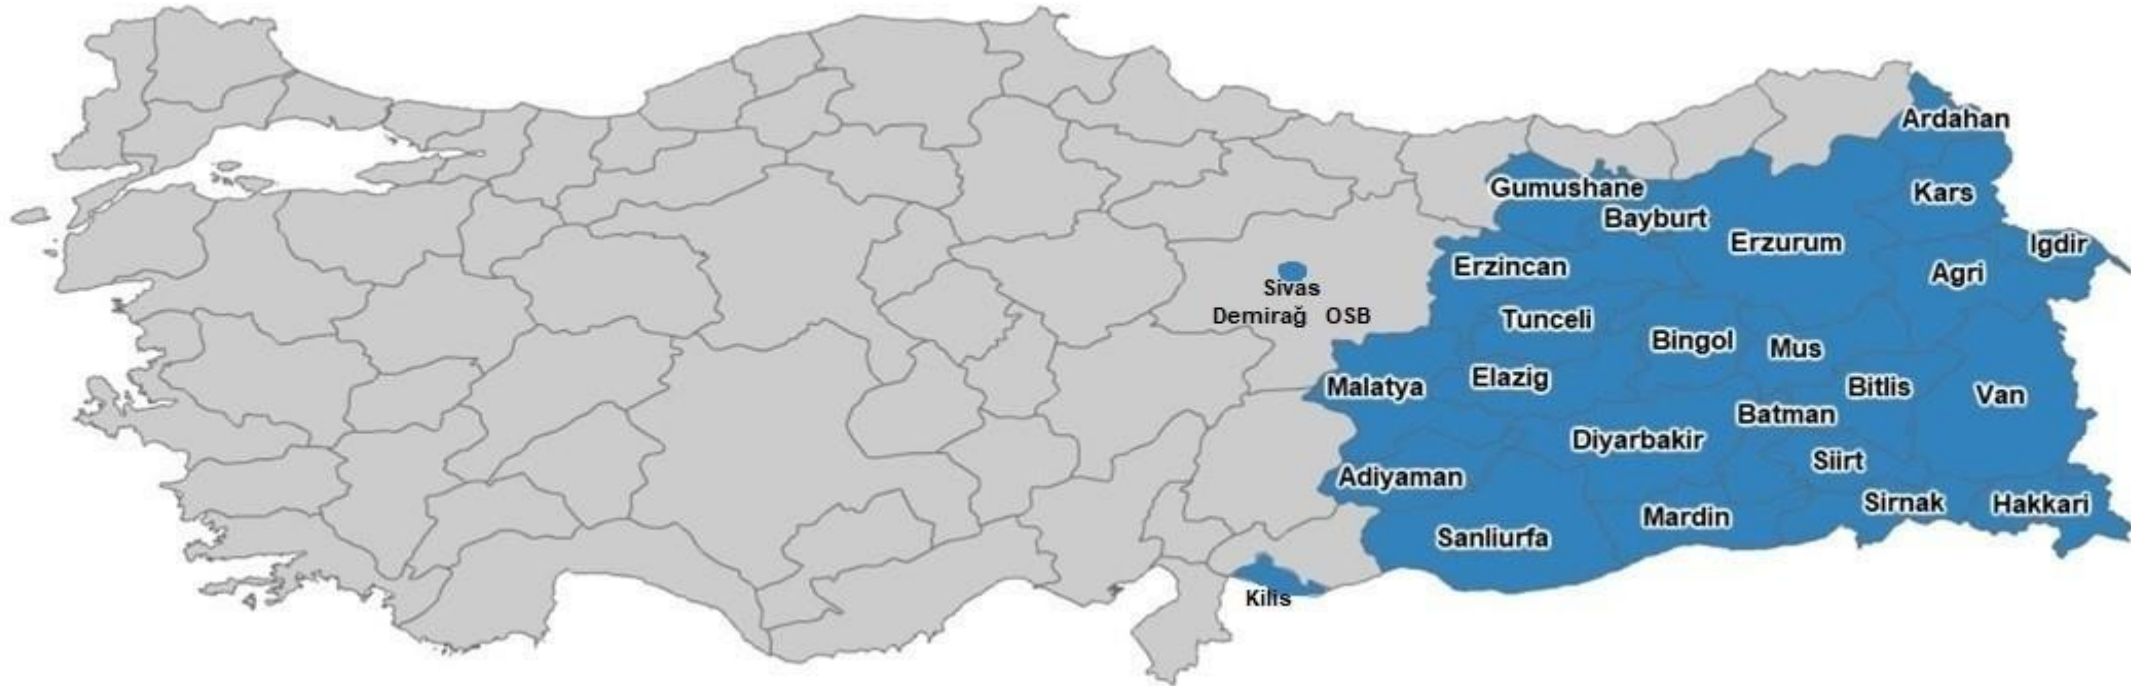 Ardahan
Gumushane
Kars
Bayburt
Erzurum
Igdir
Erzincan
Agri
Sivas
Demirağ OSB
Tunceli
Bingol
Mus
Malatya
Elazig
Bitlis
Van
Batman
Diyarbakir
Siirt
Adiyaman
Sirnak
Hakkari
Mardin
Sanliurfa
Kilis